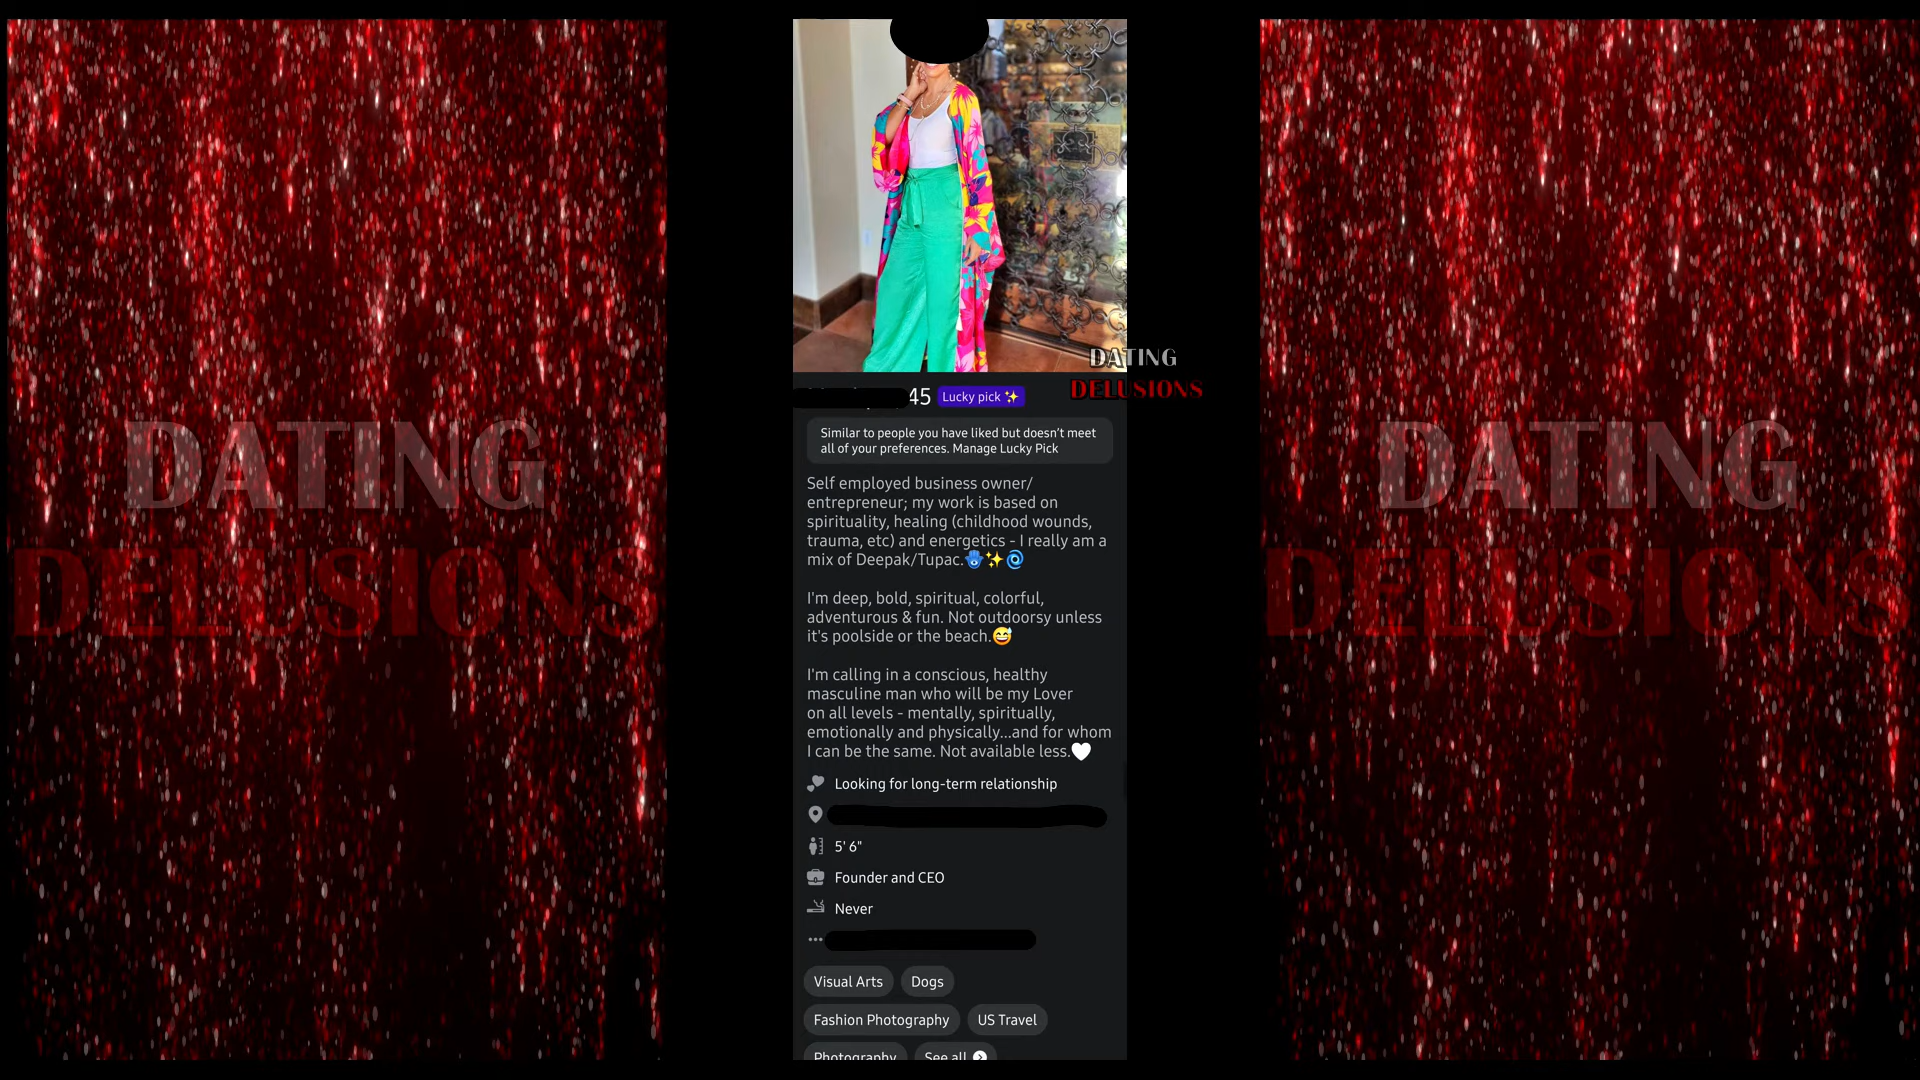 45 Lucky pick ✨
Similar to people you have liked but doesn't meet
all of your preferences. Manage Lucky Pick
Self employed business owner/
entrepreneur; my work is based on
spirituality, healing (childhood wounds,
trauma, etc) and energetics - I really am a
mix of Deepak/Tupac.🪬✨🌀
I'm deep, bold, spiritual, colorful,
adventurous & fun. Not outdoorsy unless
it's poolside or the beach.😅
I'm calling in a conscious, healthy
masculine man who will be my Lover
on all levels - mentally, spiritually,
emotionally and physically...and for whom
I can be the same. Not available less.🤍
Looking for long-term relationship
5' 6"
Founder and CEO
Never
Visual Arts
Dogs
Fashion Photography
US Travel
Photography
See all
DATING
DELUSIONS
DATING
DELUSIONS
DATING
DELUSIONS